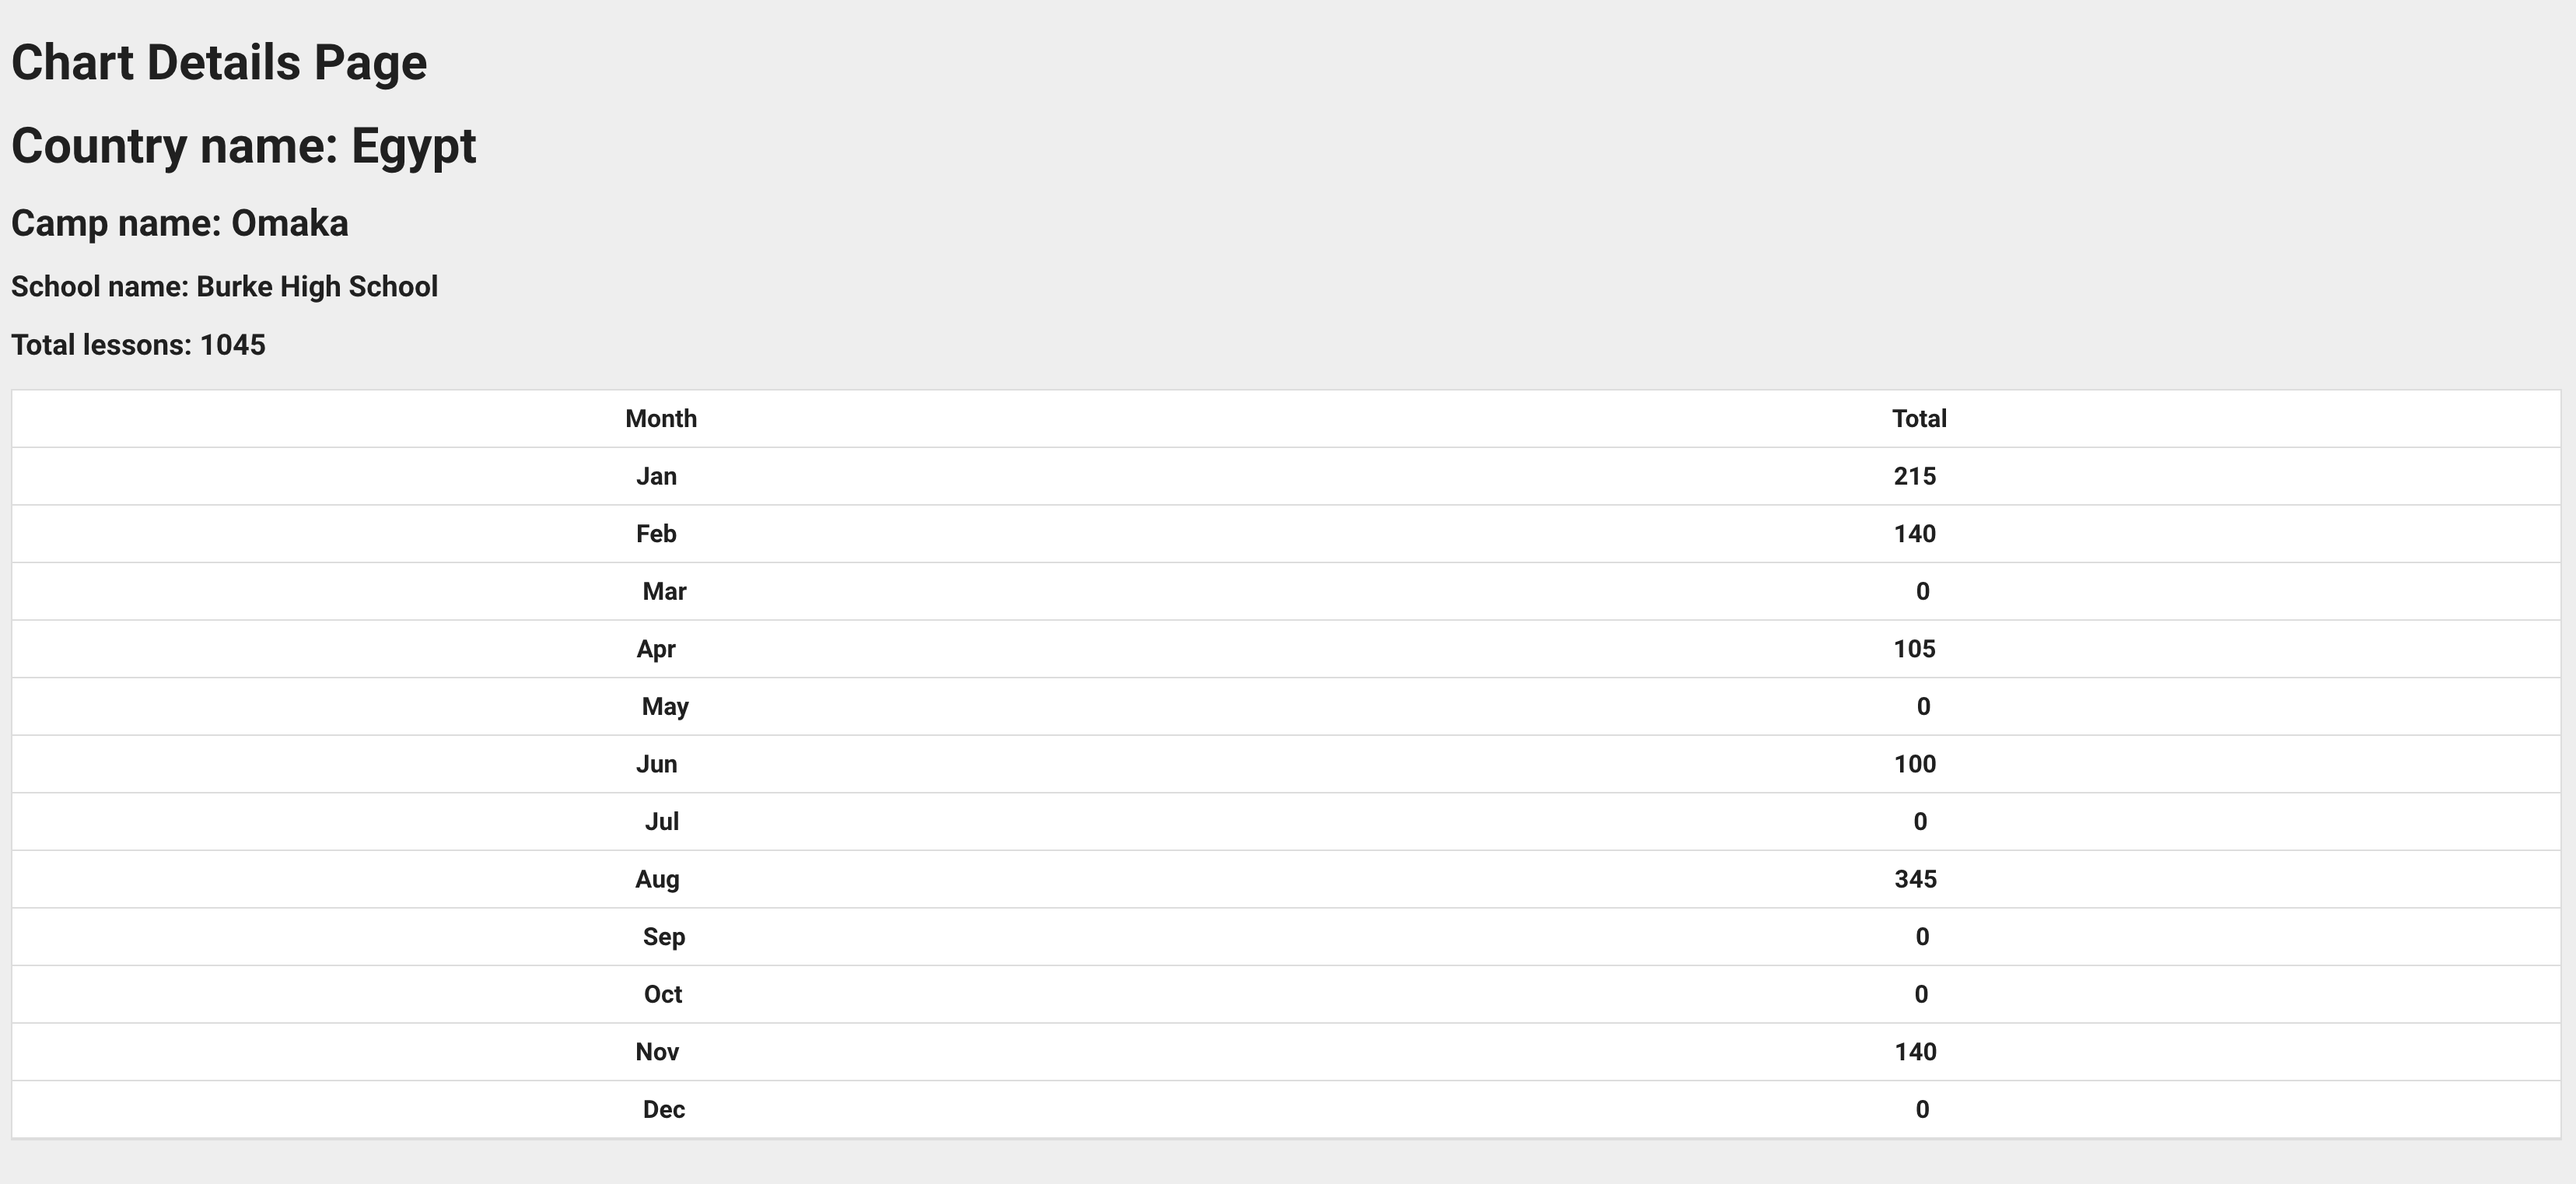 Chart Details Page
Country name: Egypt
Camp name: Omaka
School name: Burke High School
Total lessons: 1045
Month Total
Jan 215
Feb 140
Mar 0
Apr 105
May 0
Jun 100
Jul 0
Aug 345
Sep 0
Oct 0
Nov 140
Dec 0